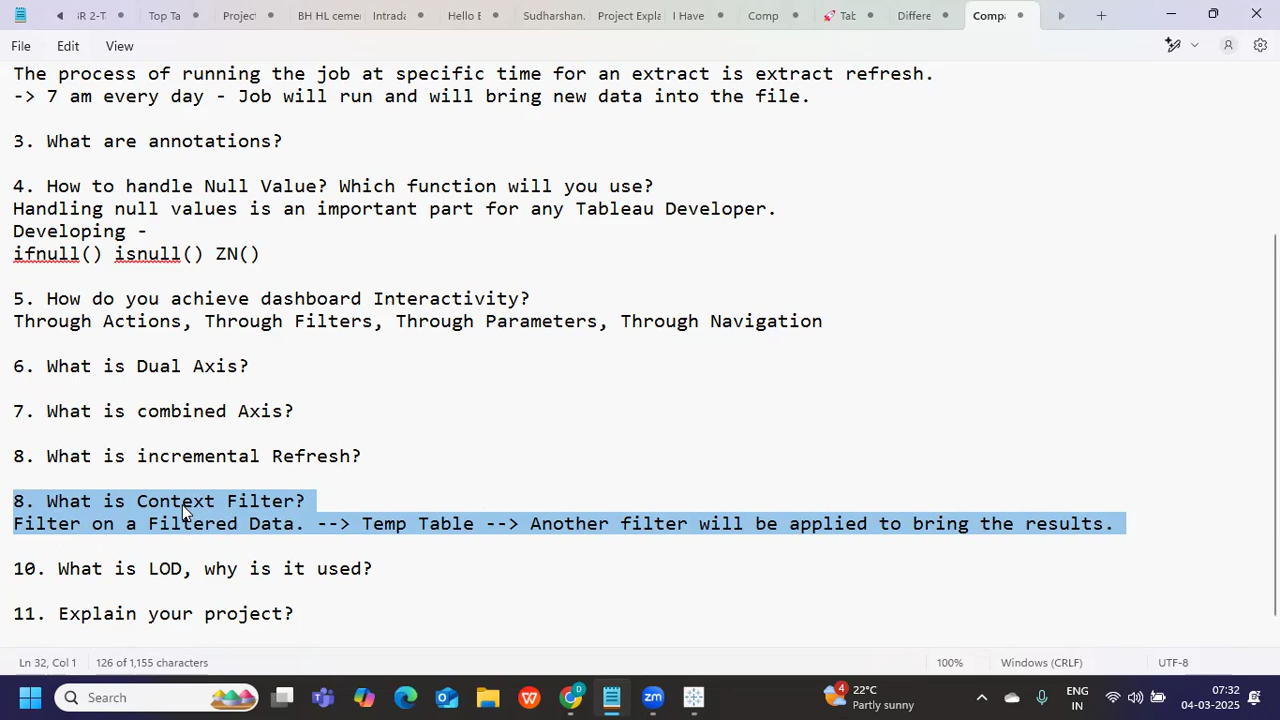 ıR 2-T
Top Ta
Project
BH HL ceme
Intrada
Hello E
Sudharshan.
Project Expla
I Have
Comp
🚀 Tab
Differe
Compa
File
Edit
View
The process of running the job at specific time for an extract is extract refresh.
-> 7 am every day - Job will run and will bring new data into the file.
3. What are annotations?
4. How to handle Null Value? Which function will you use?
Handling null values is an important part for any Tableau Developer.
Developing -
ifnull() isnull() ZN()
5. How do you achieve dashboard Interactivity?
Through Actions, Through Filters, Through Parameters, Through Navigation
6. What is Dual Axis?
7. What is combined Axis?
8. What is incremental Refresh?
8. What is Context Filter?
Filter on a Filtered Data. --> Temp Table --> Another filter will be applied to bring the results.
10. What is LOD, why is it used?
11. Explain your project?
Ln 32, Col 1
126 of 1,155 characters
100%
Windows (CRLF)
UTF-8
Search
4
22°C
Partly sunny
ENG
IN
07:32
04-03-2025